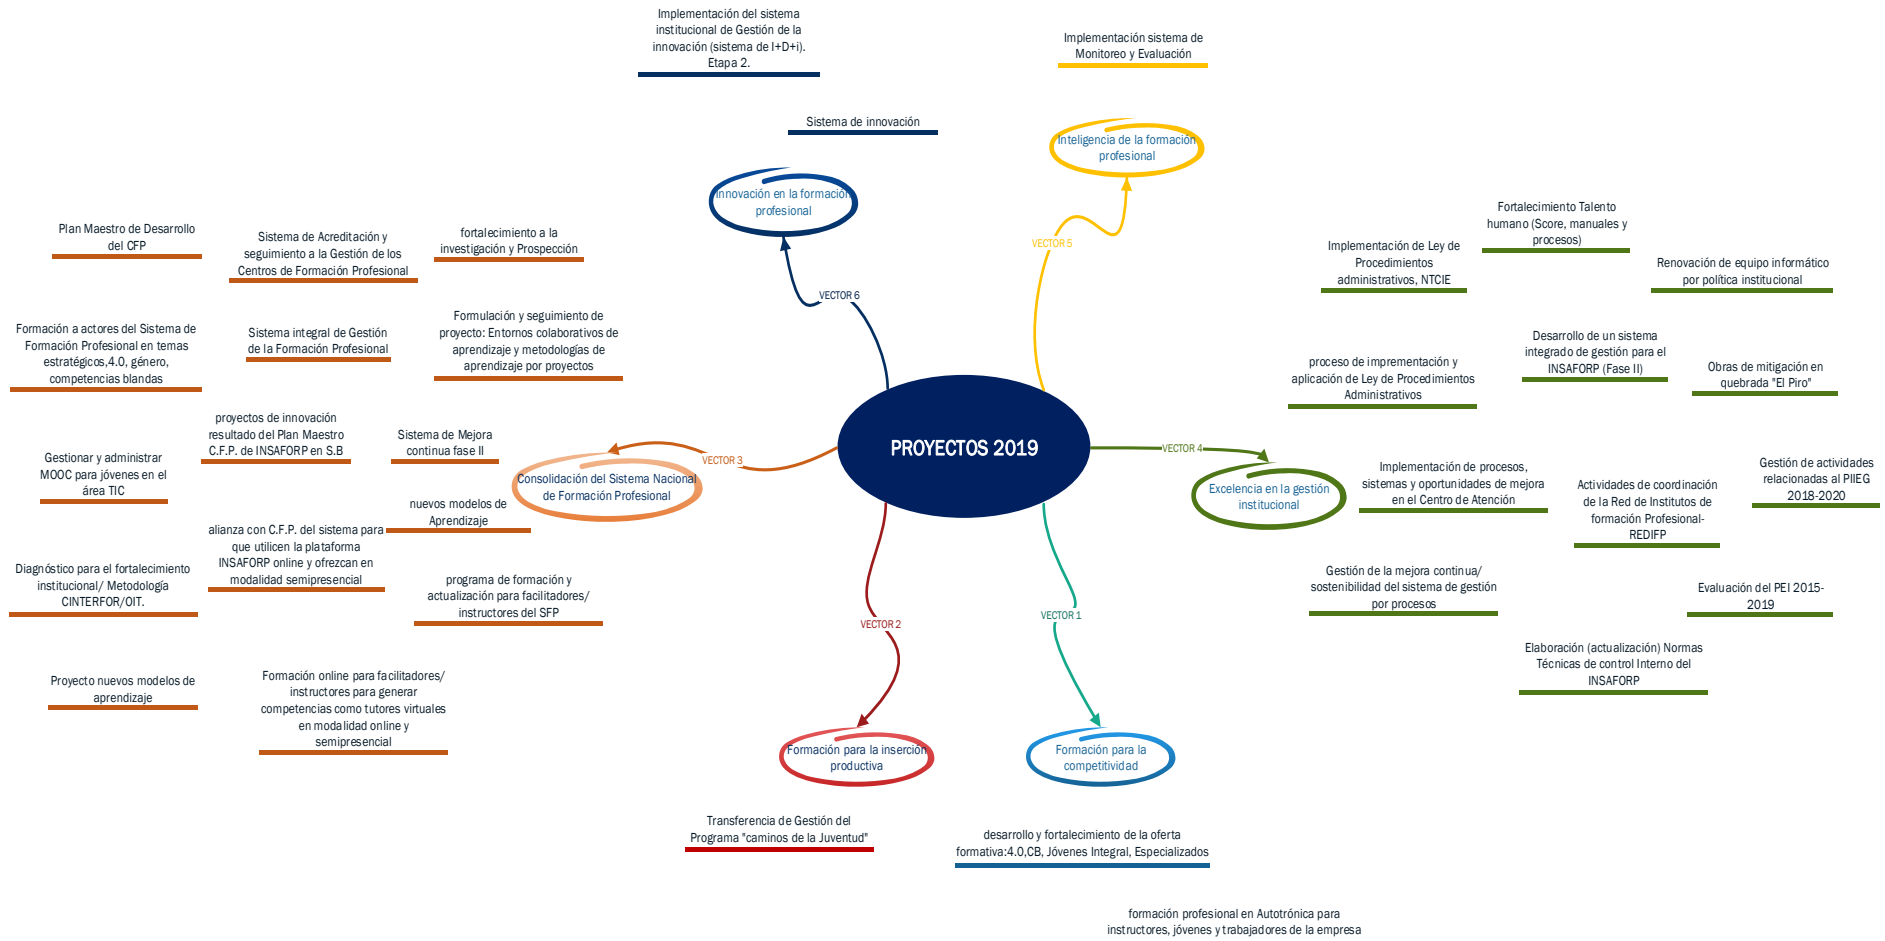 Implementación del sistema
institucional de Gestión de la
innovación (sistema de I+D+i).
Etapa 2.
Implementación sistema de
Monitoreo y Evaluación
Sistema de innovación
Inteligencia de la formación
profesional
Innovación en la formación
profesional
VECTOR 5
VECTOR 6
Plan Maestro de Desarrollo
del CFP
Sistema de Acreditación y
seguimiento a la Gestión de los
Centros de Formación Profesional
fortalecimiento a la
investigación y Prospección
Formación a actores del Sistema de
Formación Profesional en temas
estratégicos,4.0, género,
competencias blandas
Sistema integral de Gestión
de la Formación Profesional
Formulación y seguimiento de
proyecto: Entornos colaborativos de
aprendizaje y metodologías de
aprendizaje por proyectos
proyectos de innovación
resultado del Plan Maestro
C.F.P. de INSAFORP en S.B
Sistema de Mejora
continua fase II
Gestionar y administrar
MOOC para jóvenes en el
área TIC
VECTOR 3
Consolidación del Sistema Nacional
de Formación Profesional
nuevos modelos de
Aprendizaje
alianza con C.F.P. del sistema para
que utilicen la plataforma
INSAFORP online y ofrezcan en
modalidad semipresencial
Diagnóstico para el fortalecimiento
institucional/ Metodología
CINTERFOR/OIT.
programa de formación y
actualización para facilitadores/
instructores del SFP
Proyecto nuevos modelos de
aprendizaje
Formación online para facilitadores/
instructores para generar
competencias como tutores virtuales
en modalidad online y
semipresencial
PROYECTOS 2019
Fortalecimiento Talento
humano (Score, manuales y
procesos)
Implementación de Ley de
Procedimientos
administrativos, NTCIE
Renovación de equipo informático
por política institucional
Desarrollo de un sistema
integrado de gestión para el
INSAFORP (Fase II)
proceso de imprementación y
aplicación de Ley de Procedimientos
Administrativos
Obras de mitigación en
quebrada "El Piro"
VECTOR 4
Excelencia en la gestión
institucional
Implementación de procesos,
sistemas y oportunidades de mejora
en el Centro de Atención
Actividades de coordinación
de la Red de Institutos de
formación Profesional-
REDIFP
Gestión de actividades
relacionadas al PIIEG
2018-2020
Gestión de la mejora continua/
sostenibilidad del sistema de gestión
por procesos
Evaluación del PEI 2015-
2019
Elaboración (actualización) Normas
Técnicas de control Interno del
INSAFORP
VECTOR 2
VECTOR 1
Formación para la inserción
productiva
Formación para la
competitividad
Transferencia de Gestión del
Programa "caminos de la Juventud"
desarrollo y fortalecimiento de la oferta
formativa:4.0,CB, Jóvenes Integral, Especializados
formación profesional en Autotrónica para
instructores, jóvenes y trabajadores de la empresa